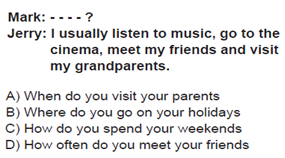 Mark: - - - - ?
Jerry: I usually listen to music, go to the
cinema, meet my friends and visit
my grandparents.
A) When do you visit your parents
B) Where do you go on your holidays
C) How do you spend your weekends
D) How often do you meet your friends